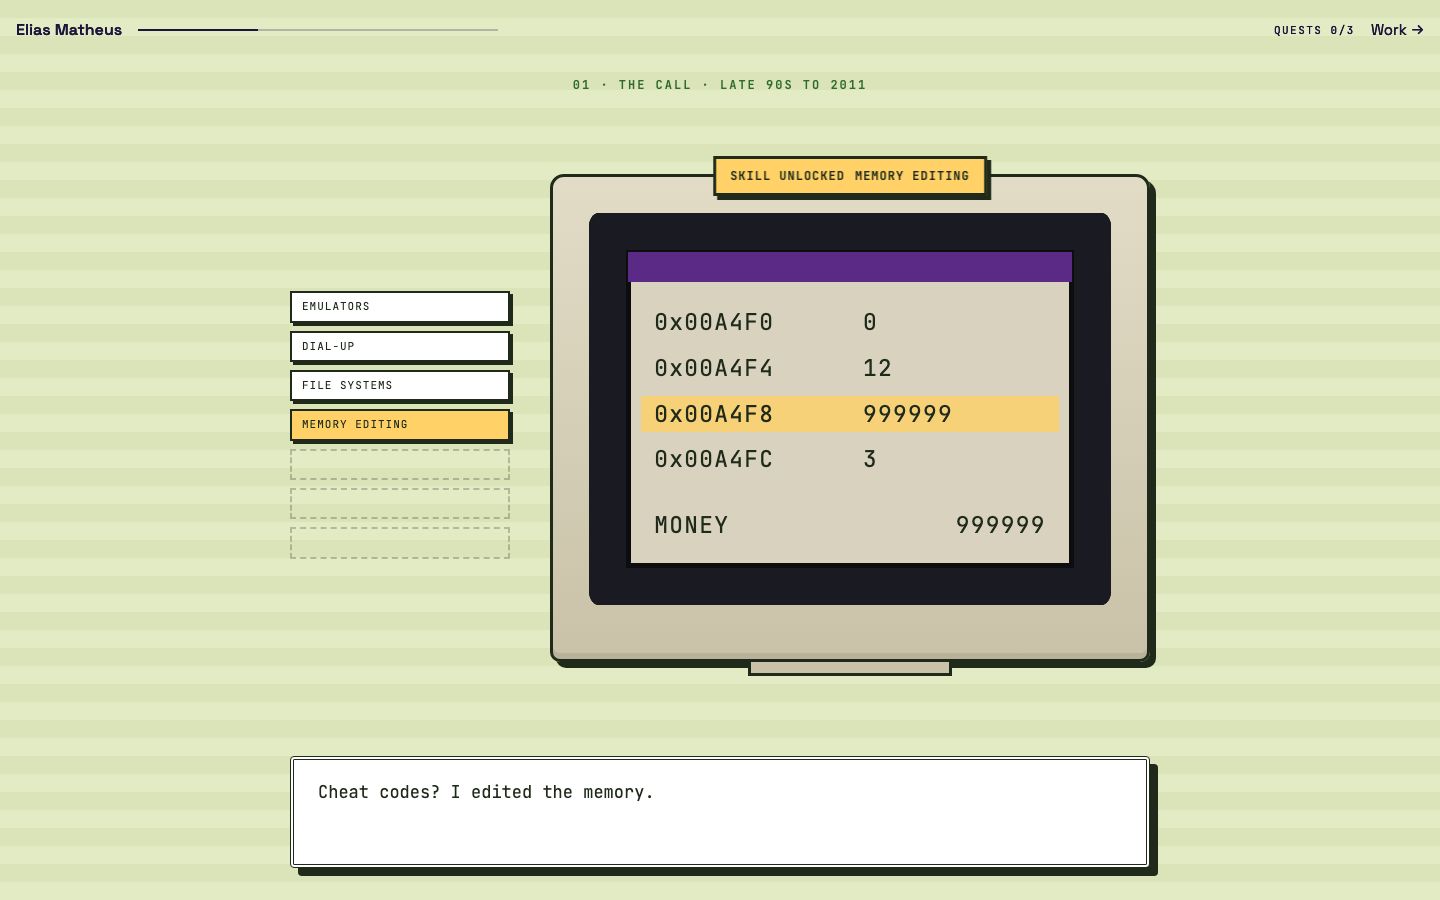 Elias Matheus
QUESTS 0/3 Work →
01 · THE CALL · LATE 90S TO 2011
SKILL UNLOCKED MEMORY EDITING
EMULATORS
DIAL-UP
FILE SYSTEMS
MEMORY EDITING
0x00A4F0 0
0x00A4F4 12
0x00A4F8 999999
0x00A4FC 3
MONEY 999999
Cheat codes? I edited the memory.